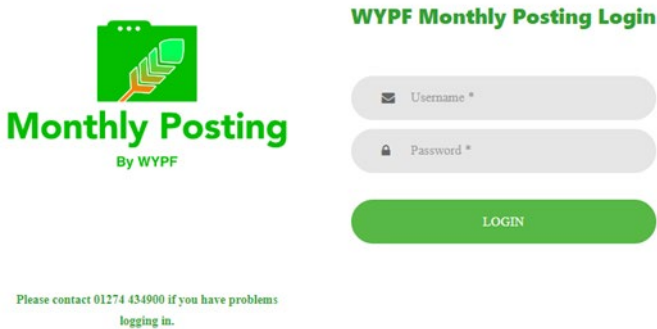 WYPF Monthly Posting Login
Username *
Password *
LOGIN
Monthly Posting
By WYPF
Please contact 01274 434900 if you have problems
logging in.